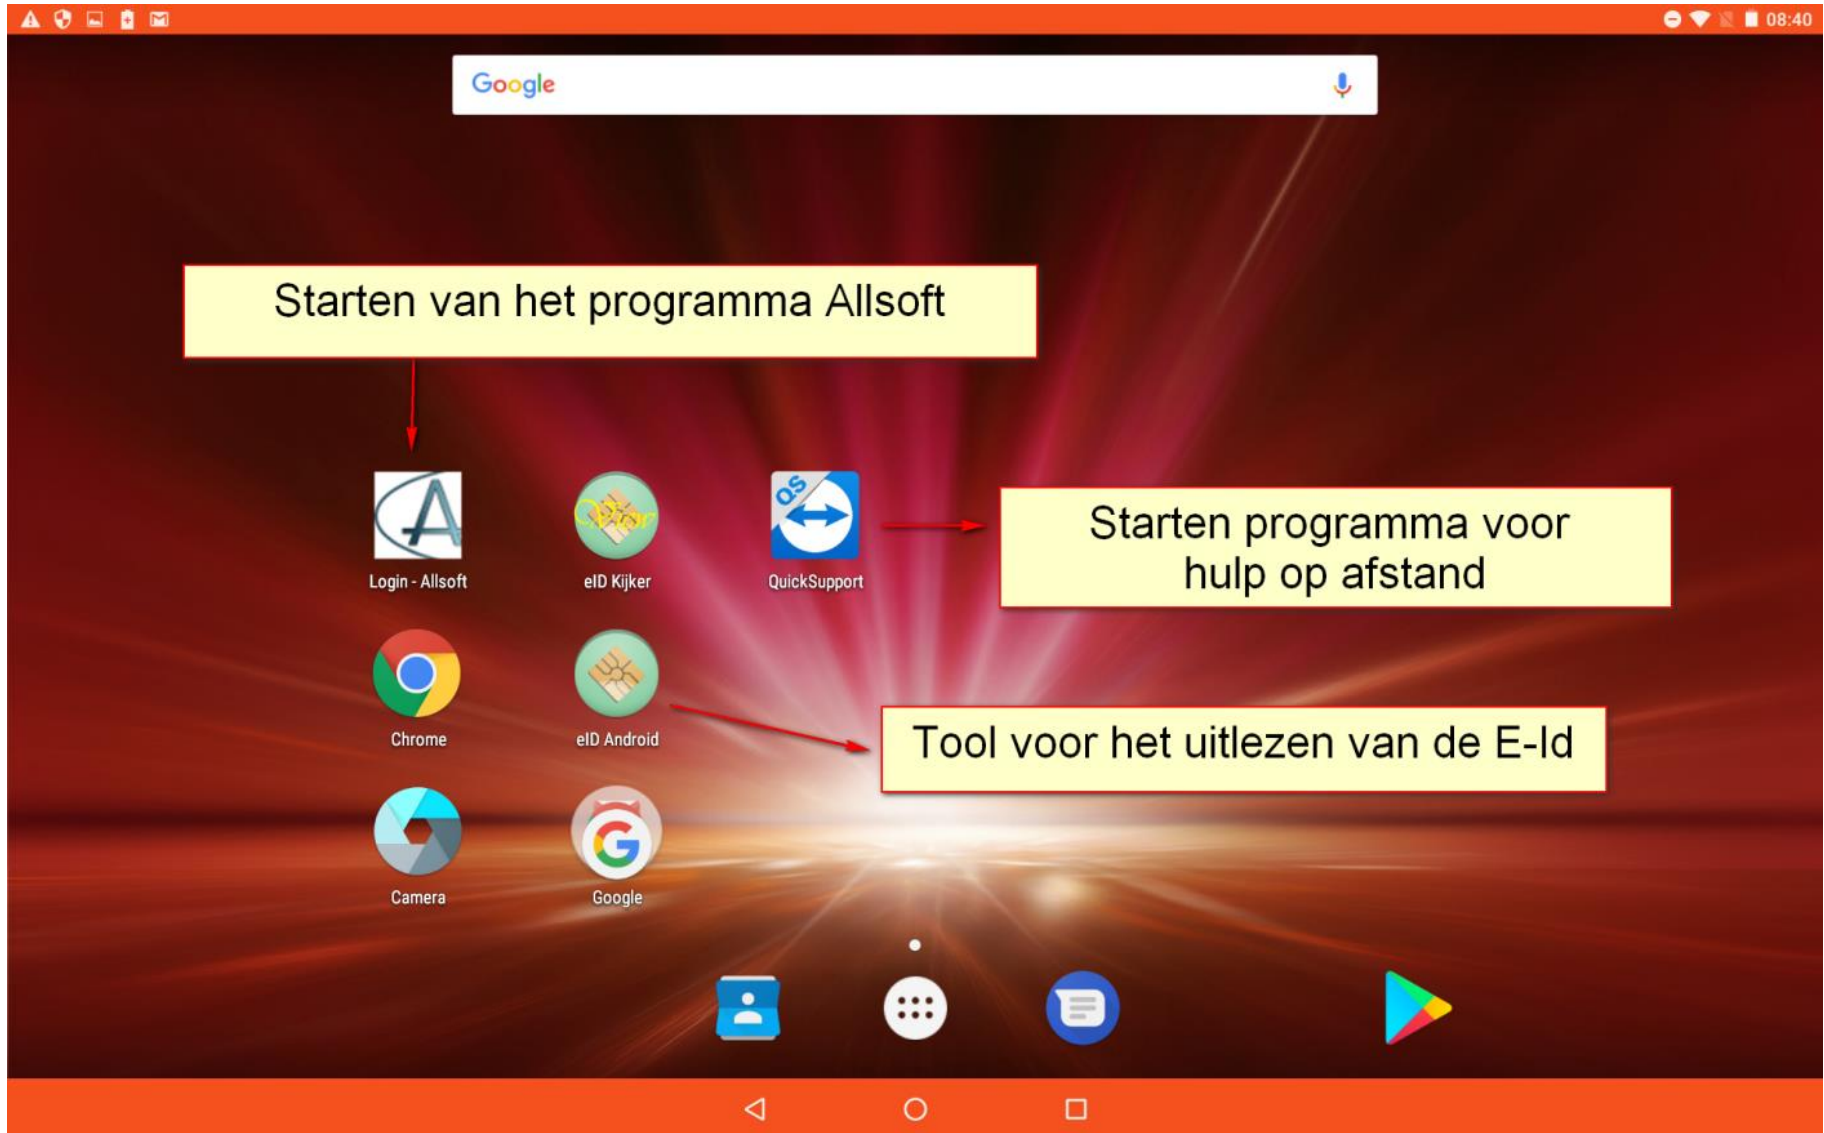 08:40
Google
Starten van het programma Allsoft
QS
Login - Allsoft
eID Kijker
QuickSupport
Starten programma voor
hulp op afstand
Chrome
eID Android
Tool voor het uitlezen van de E-Id
Camera
Google